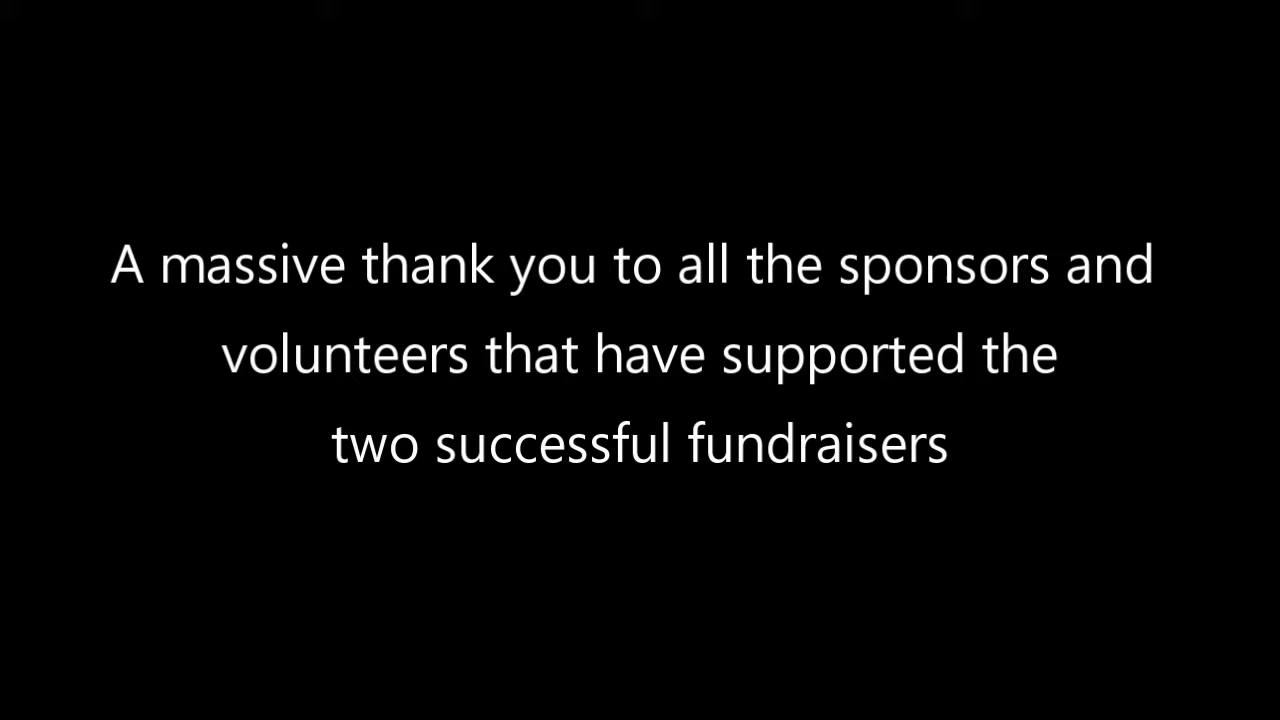 A massive thank you to all the sponsors and
volunteers that have supported the
two successful fundraisers